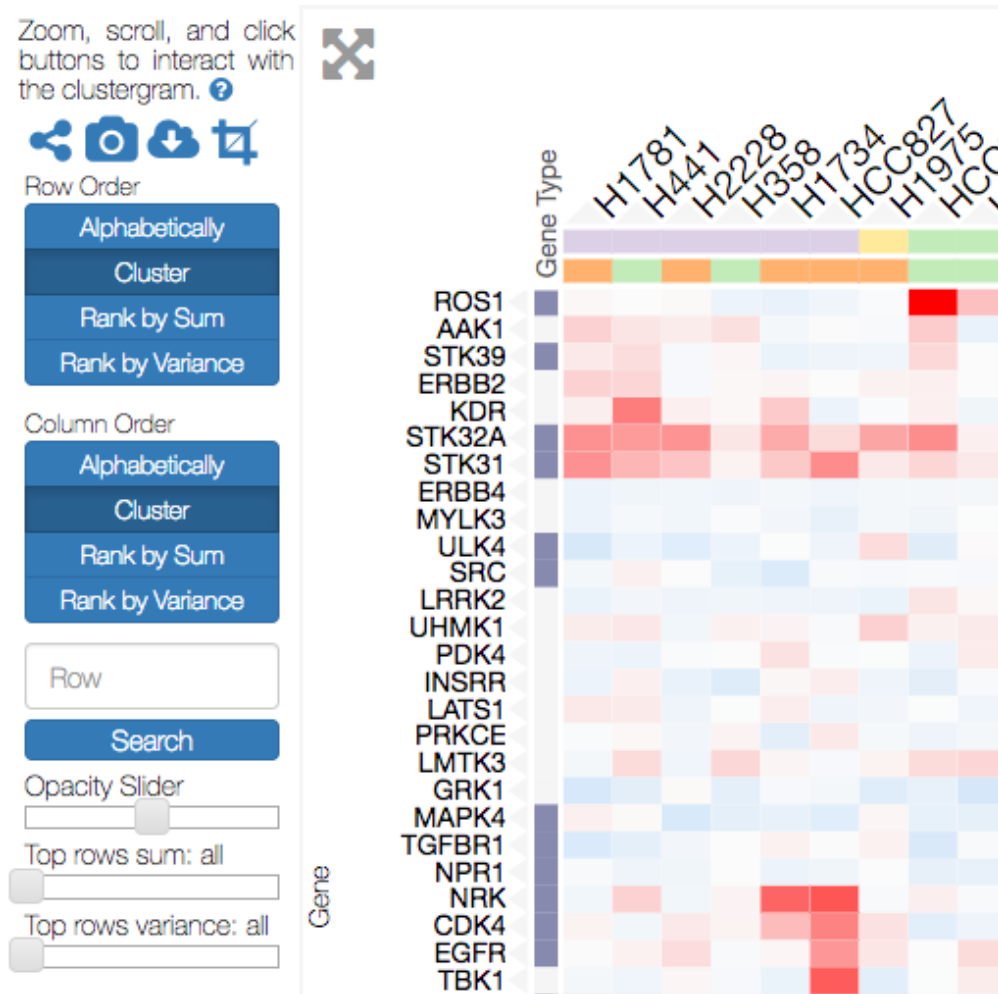 Zoom, scroll, and click
buttons to interact with
the clustergram. ?
Row Order
Alphabetically
Cluster
Rank by Sum
Rank by Variance
Column Order
Alphabetically
Cluster
Rank by Sum
Rank by Variance
Row
Search
Opacity Slider
Top rows sum: all
Top rows variance: all
Gene Type
H1781
H441
H2228
H358
H1734
HCC827
H1975
Gene
ROS1
AAK1
STK39
ERBB2
KDR
STK32A
STK31
ERBB4
MYLK3
ULK4
SRC
LRRK2
UHMK1
PDK4
INSRR
LATS1
PRKCE
LMTK3
GRK1
MAPK4
TGFBR1
NPR1
NRK
CDK4
EGFR
TBK1